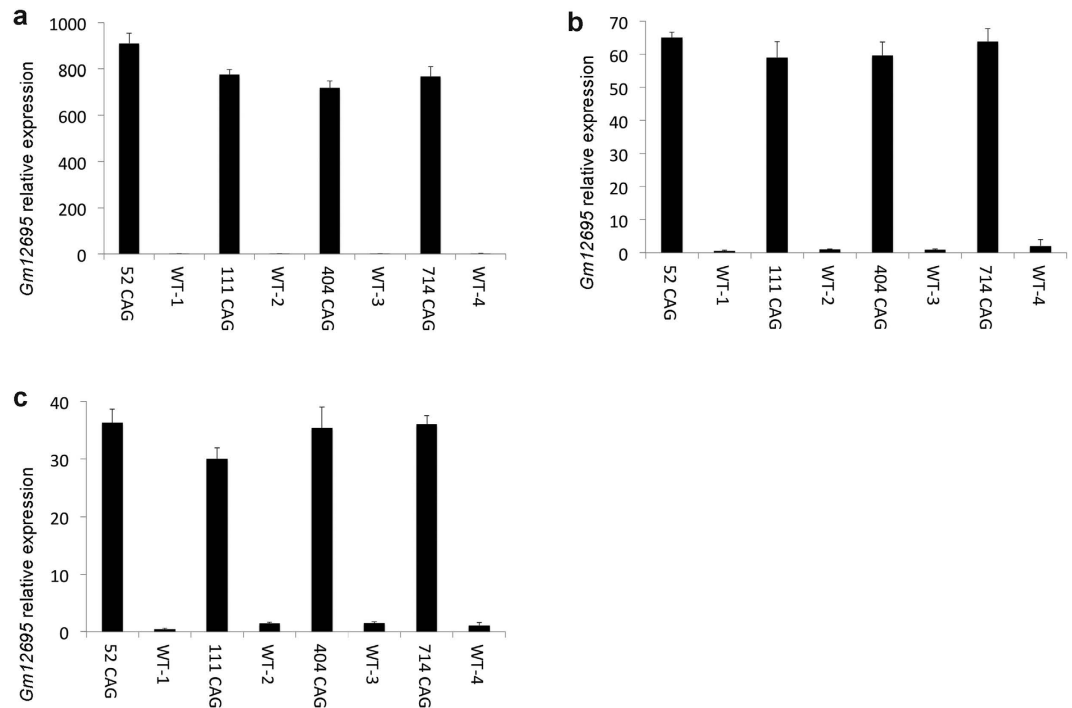 a
Gm12695 relative expression
1000
800
600
400
200
0
52 CAG
WT-1
111 CAG
WT-2
404 CAG
WT-3
714 CAG
WT-4
b
Gm12695 relative expression
70
60
50
40
30
20
10
0
52 CAG
WT-1
111 CAG
WT-2
404 CAG
WT-3
714 CAG
WT-4
c
Gm12695 relative expression
40
30
20
10
0
52 CAG
WT-1
111 CAG
WT-2
404 CAG
WT-3
714 CAG
WT-4